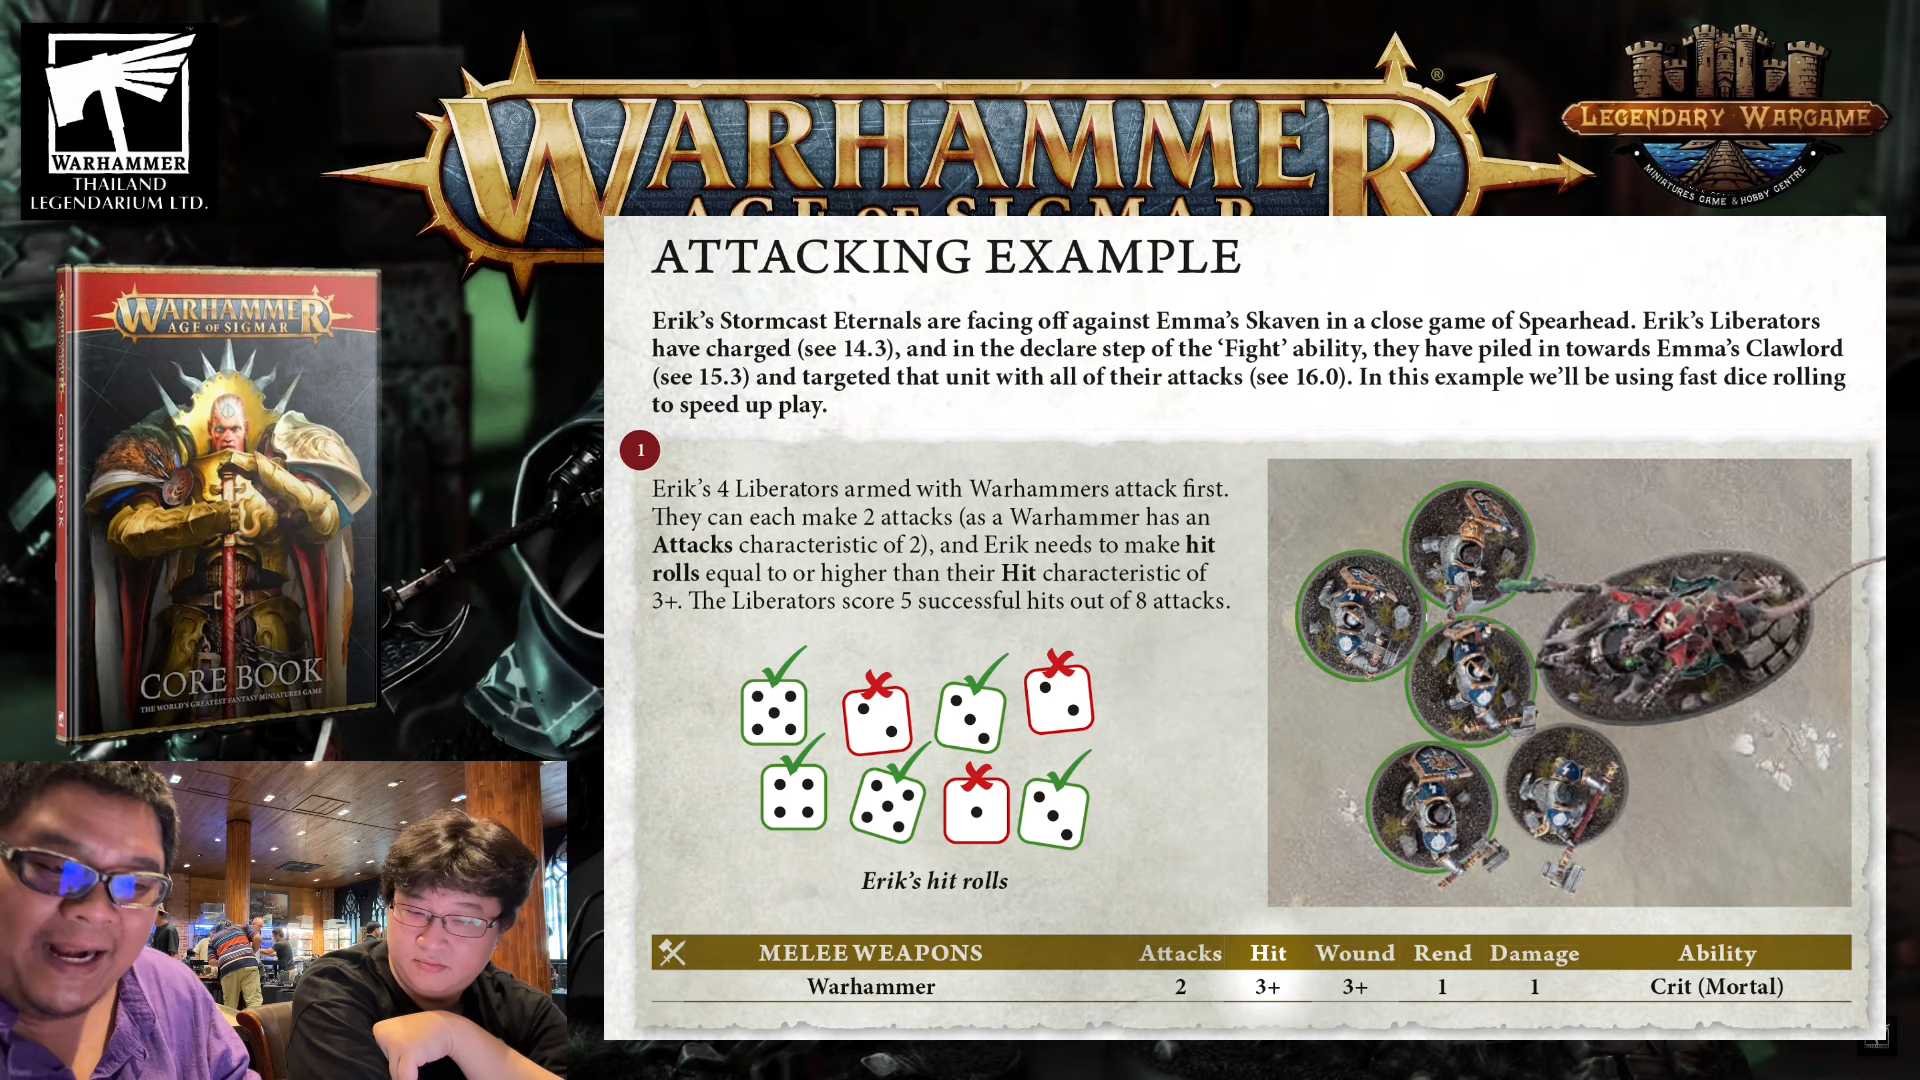 WARHAMMER
THAILAND
LEGENDARIUM LTD.
WARHAMMER
AGE OF SIGMAR
®
LEGENDARY WARGAME
MINIATURES GAME & HOBBY CENTRE
WARHAMMER
AGE OF SIGMAR
CORE BOOK
CORE BOOK
THE WORLD'S GREATEST FANTASY MINIATURES GAME
ATTACKING EXAMPLE
Erik’s Stormcast Eternals are facing off against Emma’s Skaven in a close game of Spearhead. Erik’s Liberators
have charged (see 14.3), and in the declare step of the ‘Fight’ ability, they have piled in towards Emma’s Clawlord
(see 15.3) and targeted that unit with all of their attacks (see 16.0). In this example we’ll be using fast dice rolling
to speed up play.
1
Erik’s 4 Liberators armed with Warhammers attack first.
They can each make 2 attacks (as a Warhammer has an
Attacks characteristic of 2), and Erik needs to make hit
rolls equal to or higher than their Hit characteristic of
3+. The Liberators score 5 successful hits out of 8 attacks.
Erik’s hit rolls
MELEE WEAPONS Attacks Hit Wound Rend Damage Ability
Warhammer 2 3+ 3+ 1 1 Crit (Mortal)